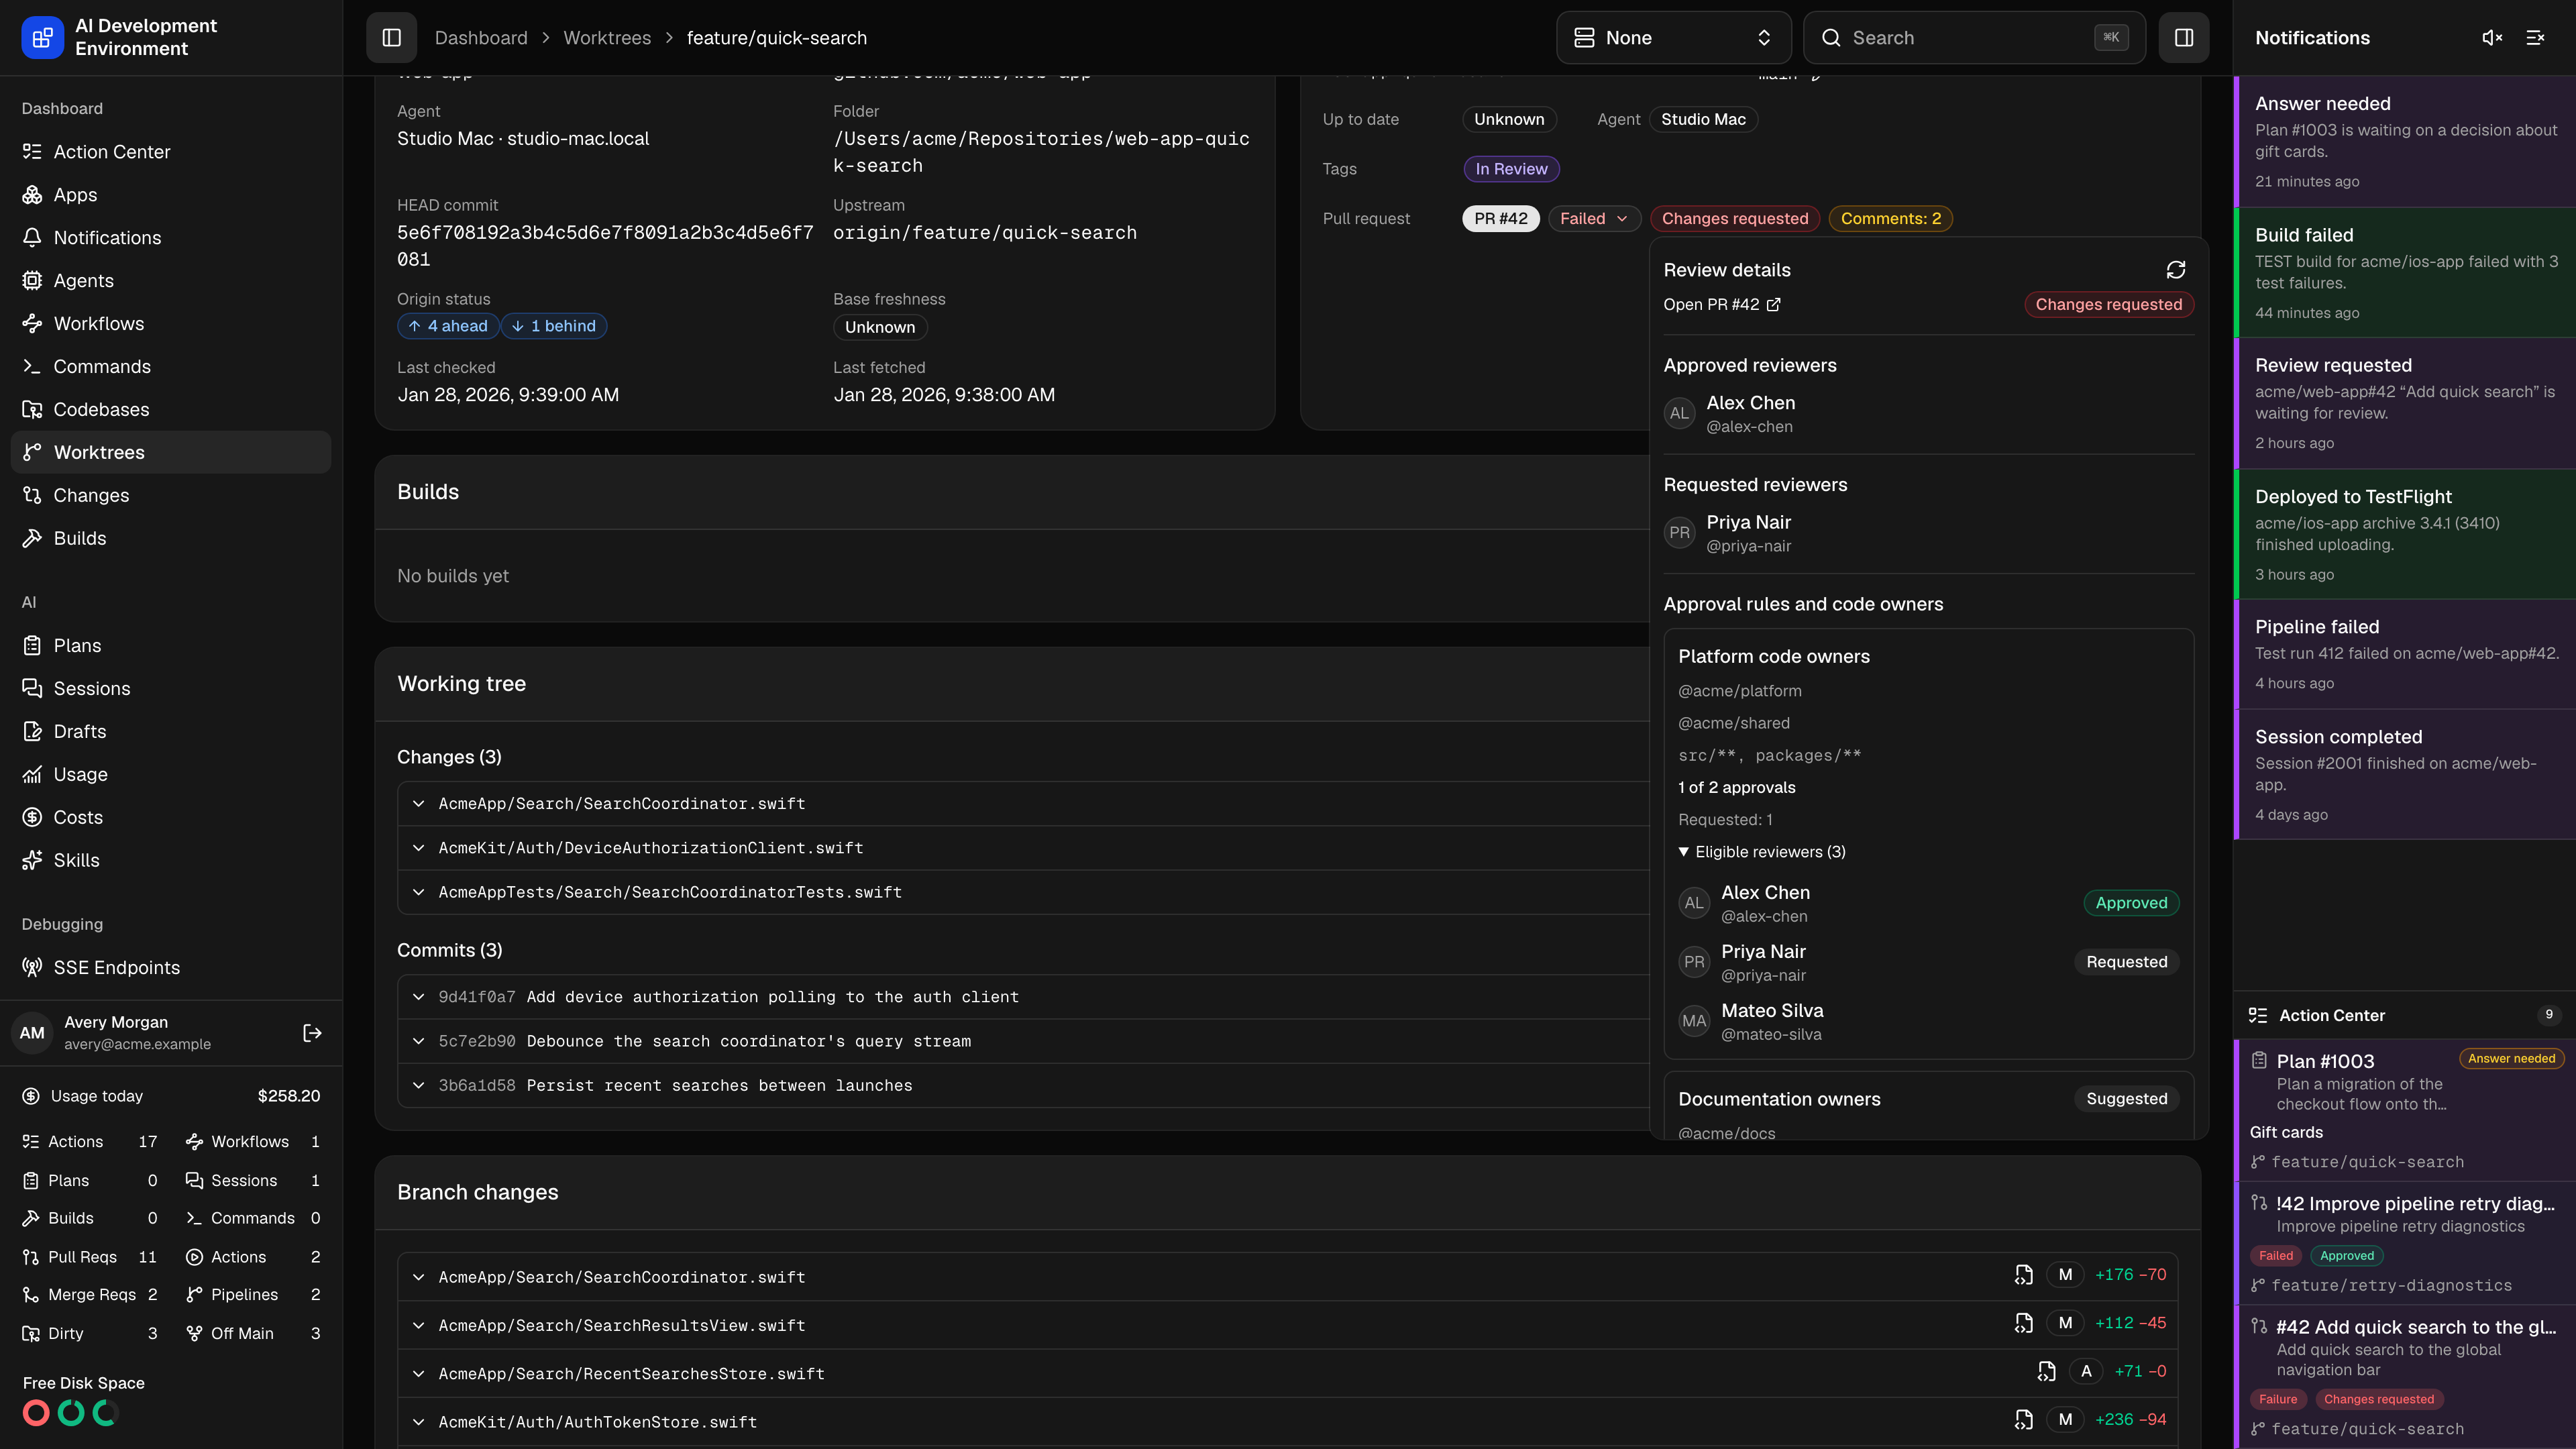 AI Development
Environment
Dashboard
Action Center
Apps
Notifications
Agents
Workflows
Commands
Codebases
Worktrees
Changes
Builds
AI
Plans
Sessions
Drafts
Usage
Costs
Skills
Debugging
SSE Endpoints
AM
Avery Morgan
avery@acme.example
Usage today $258.20
Actions 17 Workflows 1
Plans 0 Sessions 1
Builds 0 Commands 0
Pull Reqs 11 Actions 2
Merge Reqs 2 Pipelines 2
Dirty 3 Off Main 3
Free Disk Space
Dashboard > Worktrees > feature/quick-search
None
Search ⌘K
Agent
Studio Mac · studio-mac.local
Folder
/Users/acme/Repositories/web-app-quic
k-search
HEAD commit
5e6f708192a3b4c5d6e7f8091a2b3c4d5e6f7
081
Upstream
origin/feature/quick-search
Origin status
↑ 4 ahead ↓ 1 behind
Base freshness
Unknown
Last checked
Jan 28, 2026, 9:39:00 AM
Last fetched
Jan 28, 2026, 9:38:00 AM
Up to date Unknown Agent Studio Mac
Tags In Review
Pull request PR #42 Failed Changes requested Comments: 2
Builds
No builds yet
Working tree
Changes (3)
AcmeApp/Search/SearchCoordinator.swift
AcmeKit/Auth/DeviceAuthorizationClient.swift
AcmeAppTests/Search/SearchCoordinatorTests.swift
Commits (3)
9d41f0a7 Add device authorization polling to the auth client
5c7e2b90 Debounce the search coordinator's query stream
3b6a1d58 Persist recent searches between launches
Branch changes
AcmeApp/Search/SearchCoordinator.swift M +176 −70
AcmeApp/Search/SearchResultsView.swift M +112 −45
AcmeApp/Search/RecentSearchesStore.swift A +71 −0
AcmeKit/Auth/AuthTokenStore.swift M +236 −94
Review details
Open PR #42 Changes requested
Approved reviewers
AL
Alex Chen
@alex-chen
Requested reviewers
PR
Priya Nair
@priya-nair
Approval rules and code owners
Platform code owners
@acme/platform
@acme/shared
src/**, packages/**
1 of 2 approvals
Requested: 1
▼ Eligible reviewers (3)
AL
Alex Chen
@alex-chen
Approved
PR
Priya Nair
@priya-nair
Requested
MA
Mateo Silva
@mateo-silva
Documentation owners Suggested
@acme/docs
Notifications
Answer needed
Plan #1003 is waiting on a decision about
gift cards.
21 minutes ago
Build failed
TEST build for acme/ios-app failed with 3
test failures.
44 minutes ago
Review requested
acme/web-app#42 “Add quick search” is
waiting for review.
2 hours ago
Deployed to TestFlight
acme/ios-app archive 3.4.1 (3410)
finished uploading.
3 hours ago
Pipeline failed
Test run 412 failed on acme/web-app#42.
4 hours ago
Session completed
Session #2001 finished on acme/web-
app.
4 days ago
Action Center 9
Plan #1003 Answer needed
Plan a migration of the
checkout flow onto th...
Gift cards
feature/quick-search
!42 Improve pipeline retry diag...
Improve pipeline retry diagnostics
Failed Approved
feature/retry-diagnostics
#42 Add quick search to the gl...
Add quick search to the global
navigation bar
Failure Changes requested
feature/quick-search